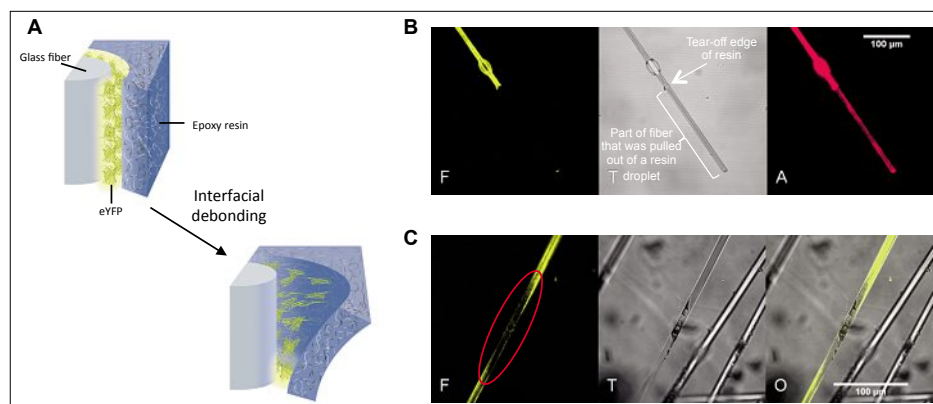 A
Glass fiber
Epoxy resin
eYFP
Interfacial
debonding
B
F
Tear-off edge
of resin
Part of fiber
that was pulled
out of a resin
droplet
T
100 µm
A
C
F
T
O
100 µm